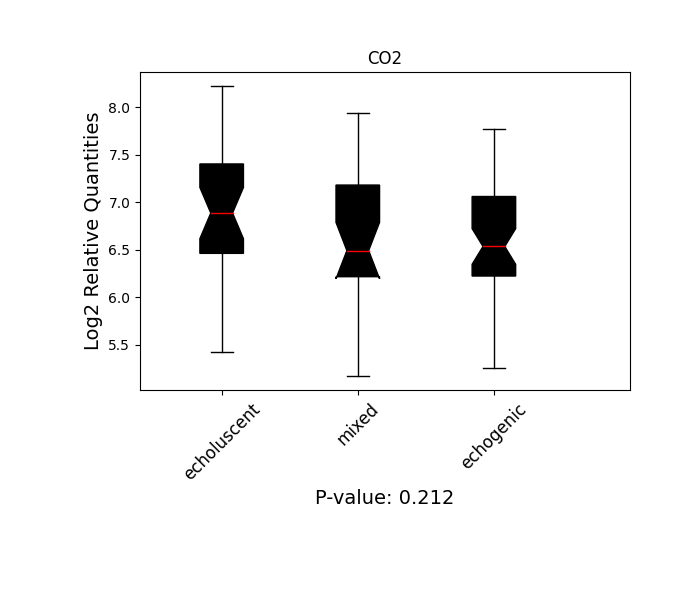 CO2
Log2 Relative Quantities
8.0
7.5
7.0
6.5
6.0
5.5
echoluscent
mixed
echogenic
P-value: 0.212